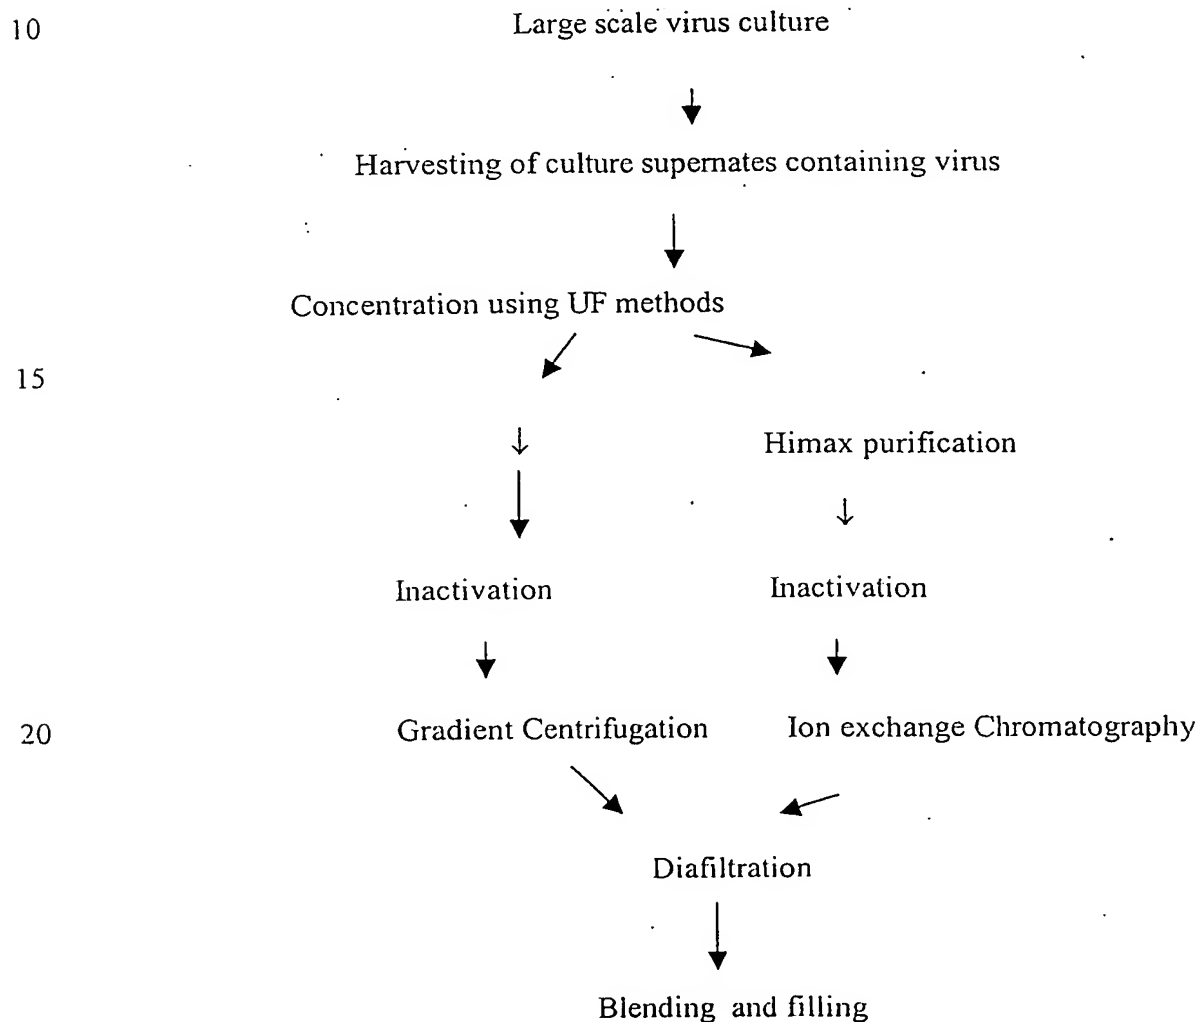 10 Large scale virus culture
Harvesting of culture supernates containing virus
Concentration using UF methods
15
Himax purification
Inactivation Inactivation
20 Gradient Centrifugation Ion exchange Chromatography
Diafiltration
Blending and filling